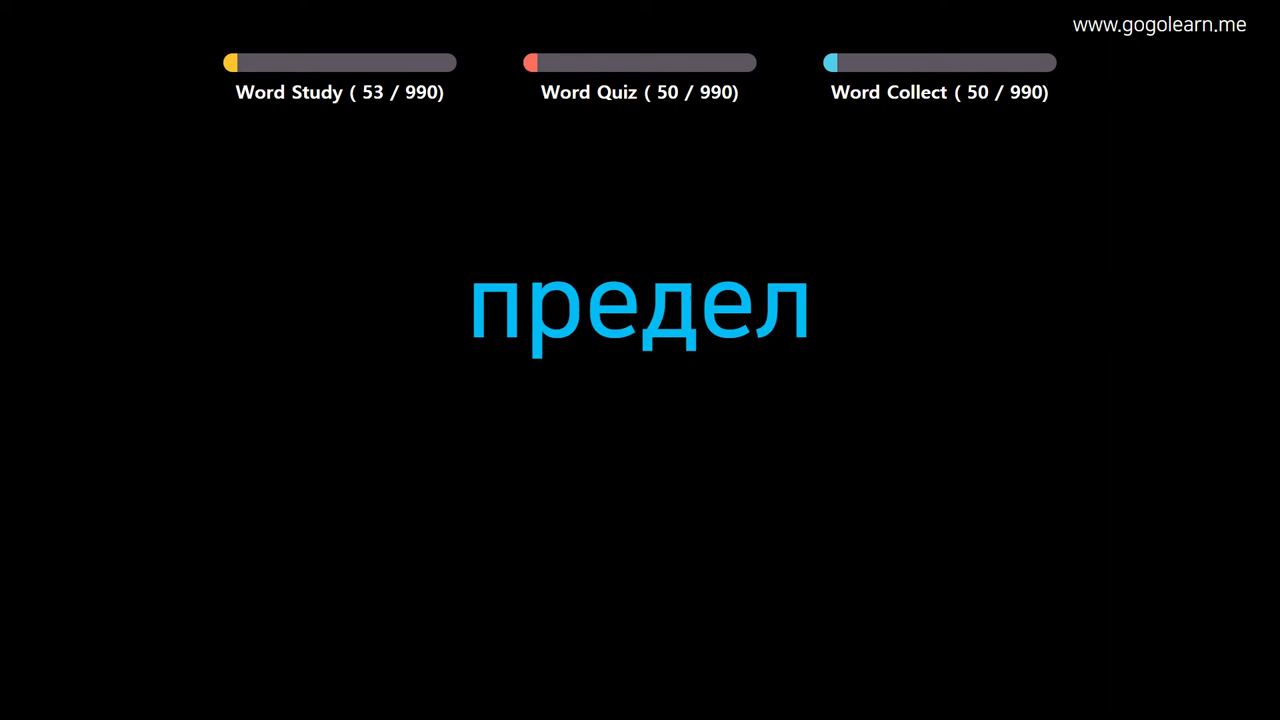 www.gogolearn.me
Word Study ( 53 / 990)
Word Quiz ( 50 / 990)
Word Collect ( 50 / 990)
предел